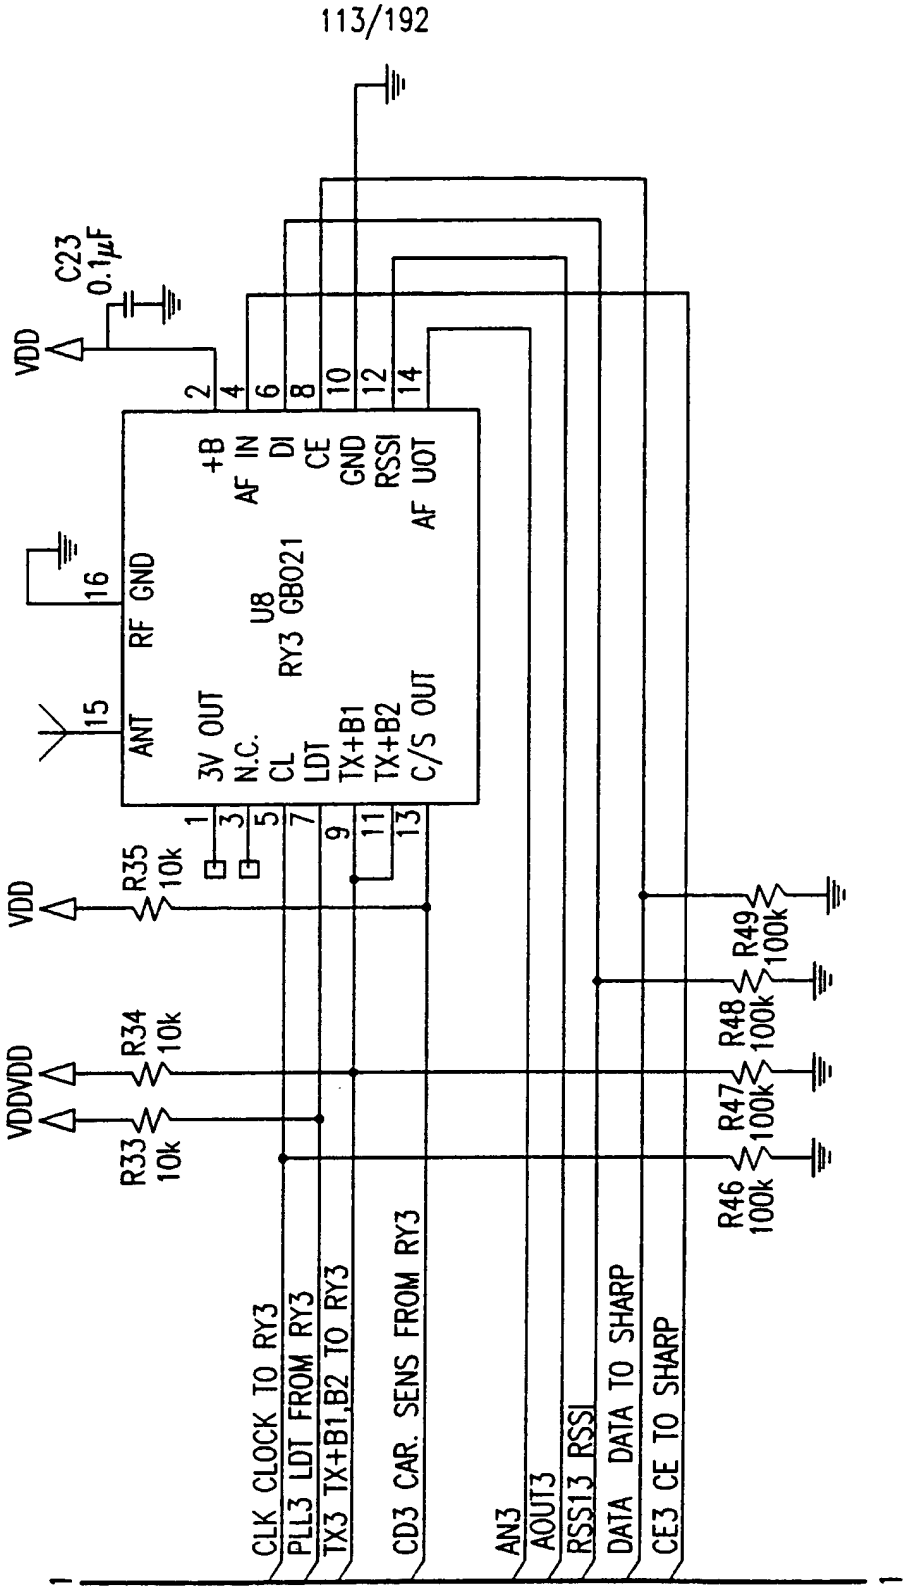 113/192
VDD
C23
0.1µF
2
4
6
8
10
12
14
+B
AF IN
DI
CE
GND
RSSI
AF UOT
16
RF GND
U8
RY3 GB021
15
ANT
3V OUT
N.C.
CL
LDT
TX+B1
TX+B2
C/S OUT
1
3
5
7
9
11
13
VDD
R35
10k
VDDVDD
R34
10k
R33
10k
R49
100k
R48
100k
R47
100k
R46
100k
CLK CLOCK TO RY3
PLL3 LDT FROM RY3
TX3 TX+B1,B2 TO RY3
CD3 CAR. SENS FROM RY3
AN3
AOUT3
RSS13 RSSI
DATA DATA TO SHARP
CE3 CE TO SHARP
1
1